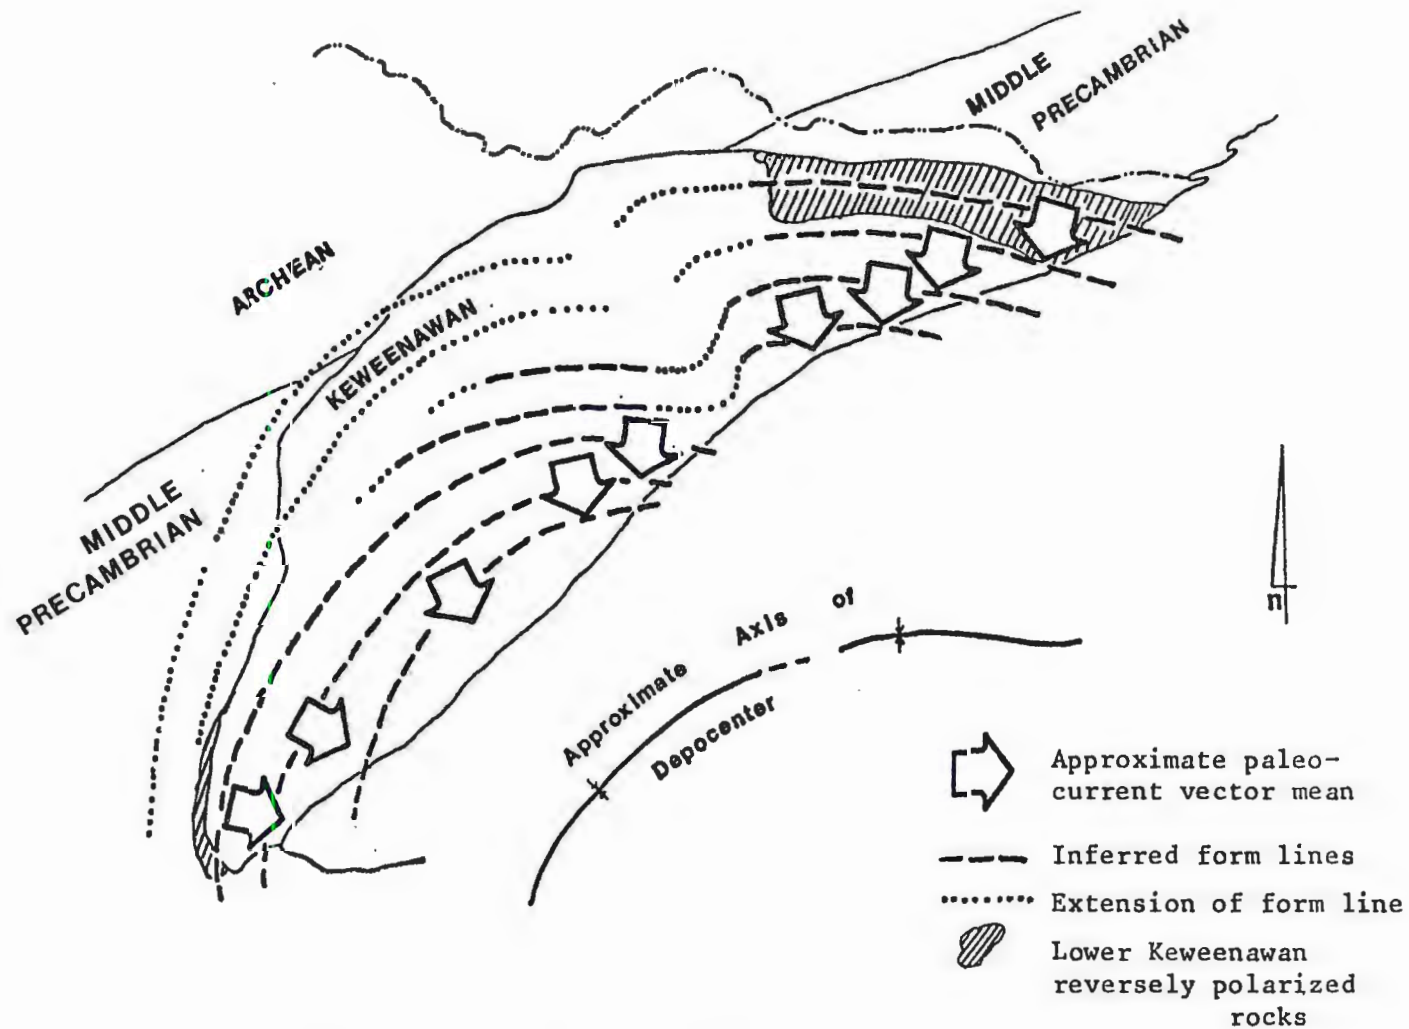 MIDDLE
PRECAMBRIAN
ARCHEAN
KEWEENAWAN
MIDDLE
PRECAMBRIAN
Approximate Axis of
Depocenter
n
Approximate paleo-
current vector mean
Inferred form lines
Extension of form line
Lower Keweenawan
reversely polarized
rocks